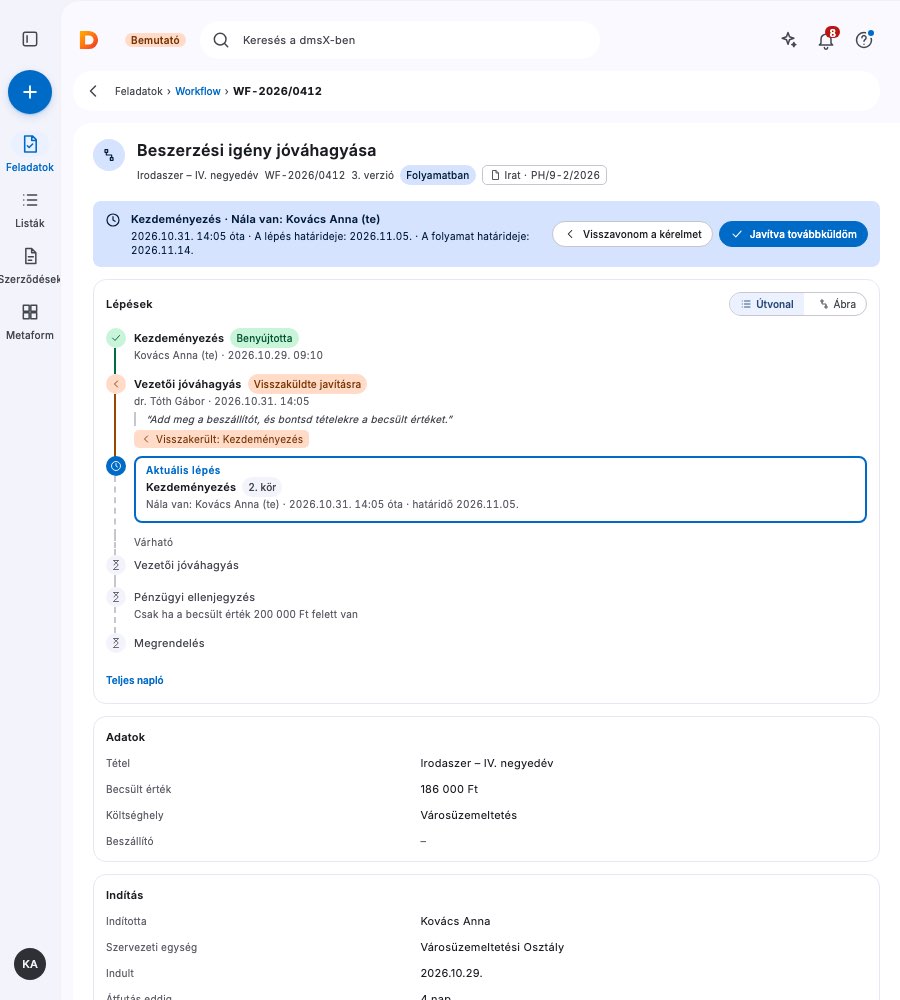 Bemutató
Keresés a dmsX-ben
8
Feladatok › Workflow › WF-2026/0412
Feladatok
Listák
Szerződések
Metaform
KA
Beszerzési igény jóváhagyása
Irodaszer – IV. negyedév WF-2026/0412 3. verzió Folyamatban Irat · PH/9-2/2026
Kezdeményezés · Nála van: Kovács Anna (te)
2026.10.31. 14:05 óta · A lépés határideje: 2026.11.05. · A folyamat határideje:
2026.11.14.
Visszavonom a kérelmet
Javítva továbbküldöm
Lépések
Útvonal
Ábra
Kezdeményezés Benyújtotta
Kovács Anna (te) · 2026.10.29. 09:10
Vezetői jóváhagyás Visszaküldte javításra
dr. Tóth Gábor · 2026.10.31. 14:05
“Add meg a beszállítót, és bontsd tételekre a becsült értéket.”
Visszakerült: Kezdeményezés
Aktuális lépés
Kezdeményezés 2. kör
Nála van: Kovács Anna (te) · 2026.10.31. 14:05 óta · határidő 2026.11.05.
Várható
Vezetői jóváhagyás
Pénzügyi ellenjegyzés
Csak ha a becsült érték 200 000 Ft felett van
Megrendelés
Teljes napló
Adatok
Tétel Irodaszer – IV. negyedév
Becsült érték 186 000 Ft
Költséghely Városüzemeltetés
Beszállító –
Indítás
Indította Kovács Anna
Szervezeti egység Városüzemeltetési Osztály
Indult 2026.10.29.
Átfutás eddig 4 nap